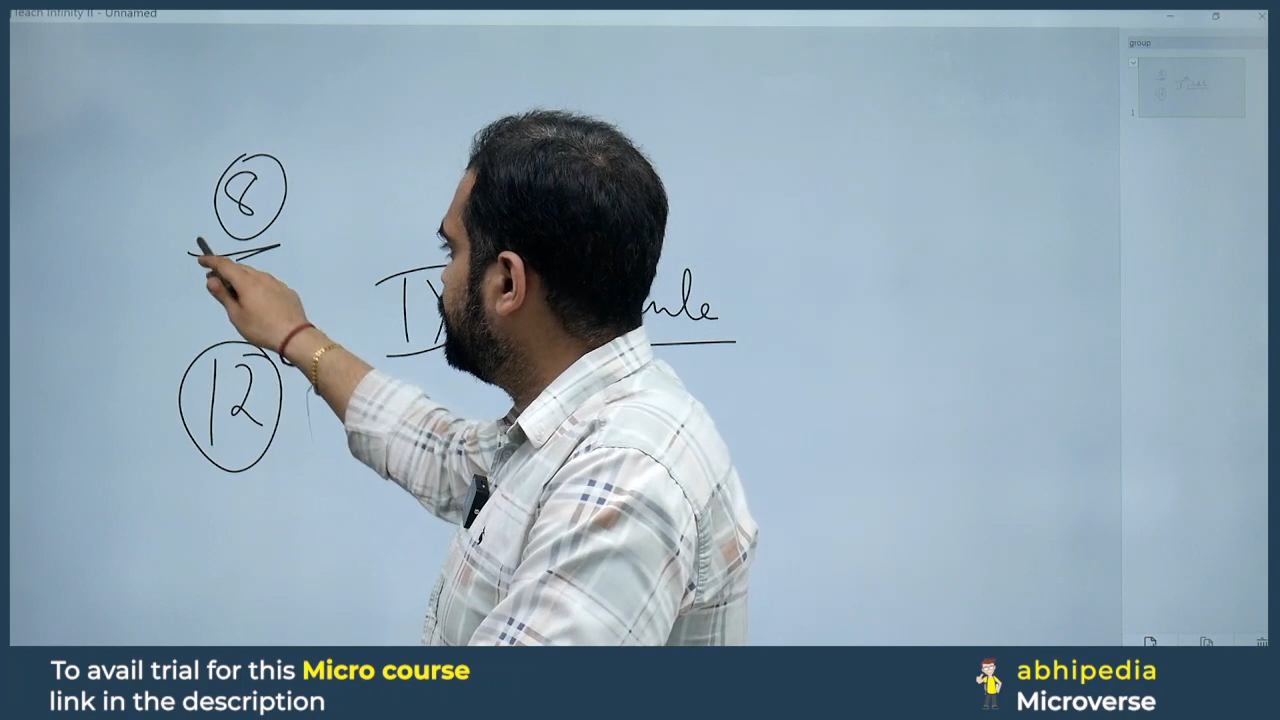 Teach Infinity II - Unnamed
group
8
12
1
To avail trial for this Micro course
link in the description
abhipedia
Microverse